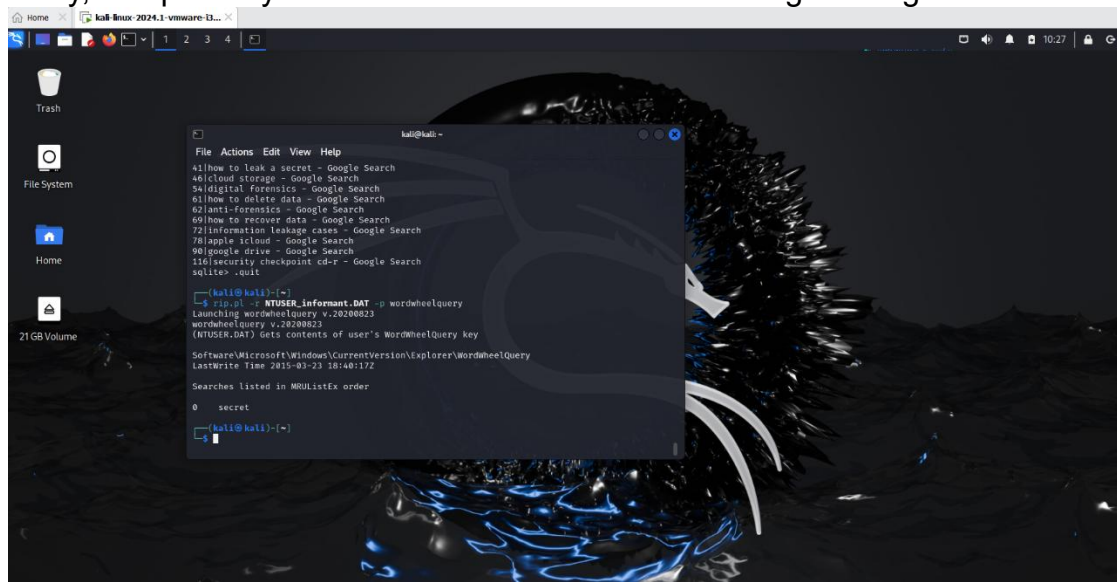 Home
kali-linux-2024.1-vmware-i3...
1 2 3 4
10:27
Trash
File System
Home
21 GB Volume
kali@kali: ~
File Actions Edit View Help
41|how to leak a secret - Google Search
46|cloud storage - Google Search
54|digital forensics - Google Search
61|how to delete data - Google Search
62|anti-forensics - Google Search
69|how to recover data - Google Search
72|information leakage cases - Google Search
78|apple icloud - Google Search
90|google drive - Google Search
116|security checkpoint cd-r - Google Search
sqlite> .quit
┌──(kali㉿kali)-[~]
└─$ rip.pl -r NTUSER_informant.DAT -p wordwheelquery
Launching wordwheelquery v.20200823
wordwheelquery v.20200823
(NTUSER.DAT) Gets contents of user's WordWheelQuery key
Software\Microsoft\Windows\CurrentVersion\Explorer\WordWheelQuery
LastWrite Time 2015-03-23 18:40:17Z
Searches listed in MRUListEx order
0 secret
┌──(kali㉿kali)-[~]
└─$